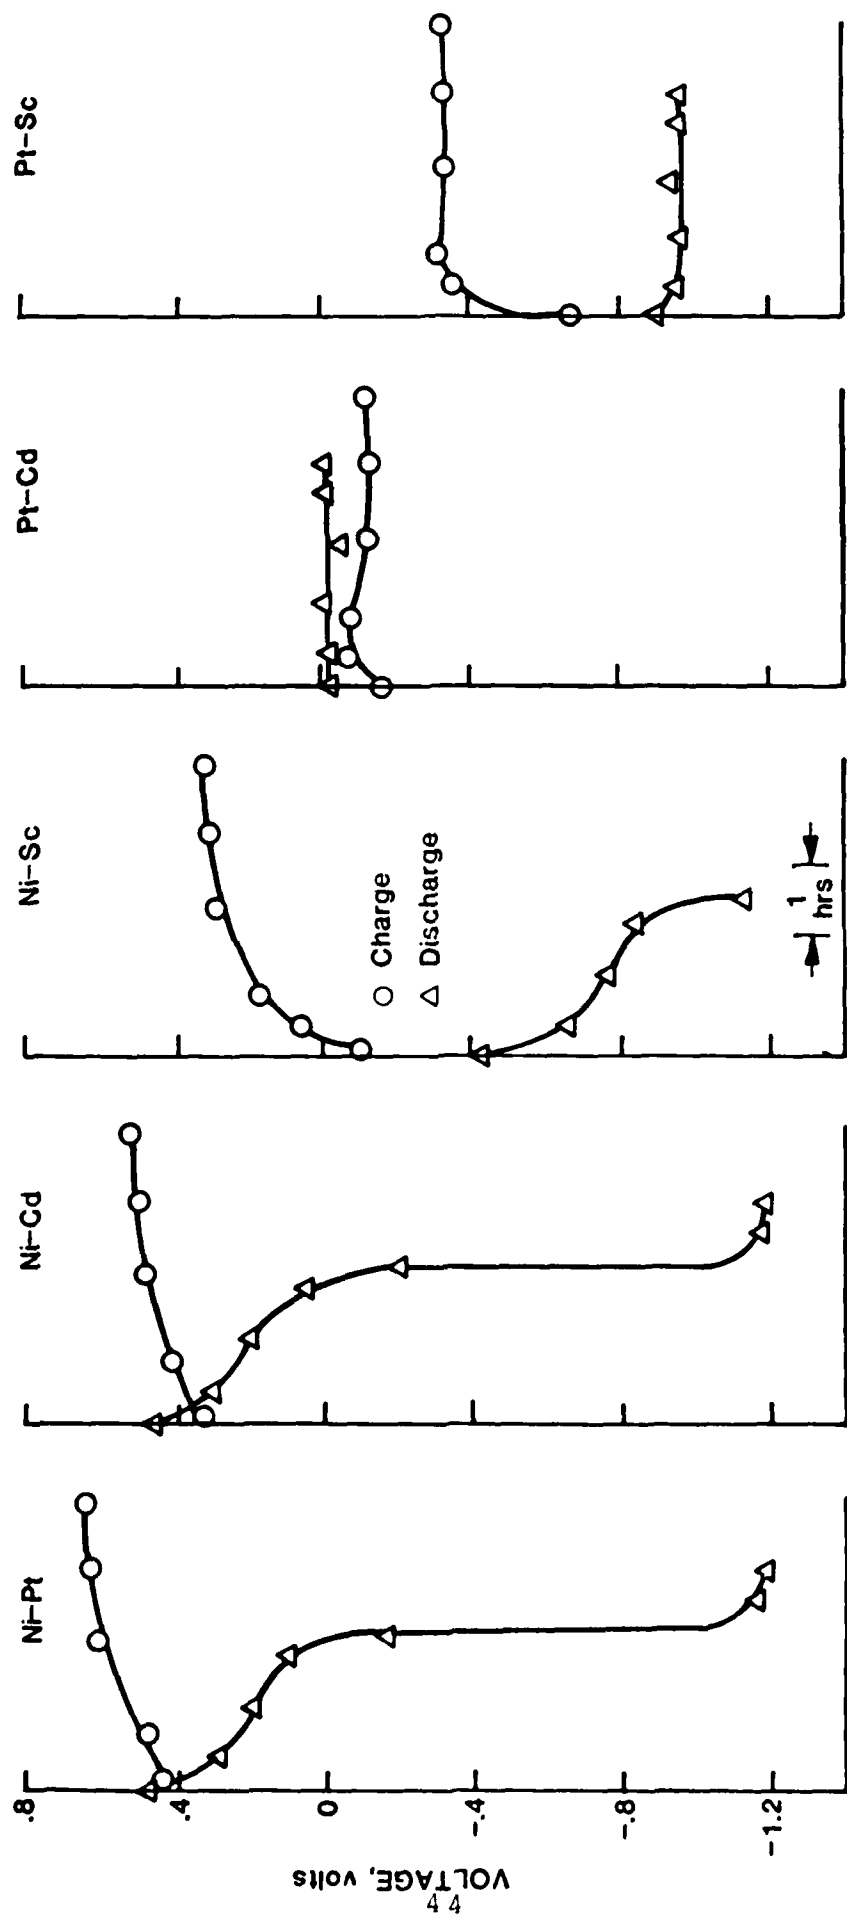 Ni-Pt
Ni-Cd
Ni-Sc
Pt-Cd
Pt-Sc
.8
.4
0
-.4
-.8
-1.2
VOLTAGE, volts
○ Charge
△ Discharge
1
hrs
44